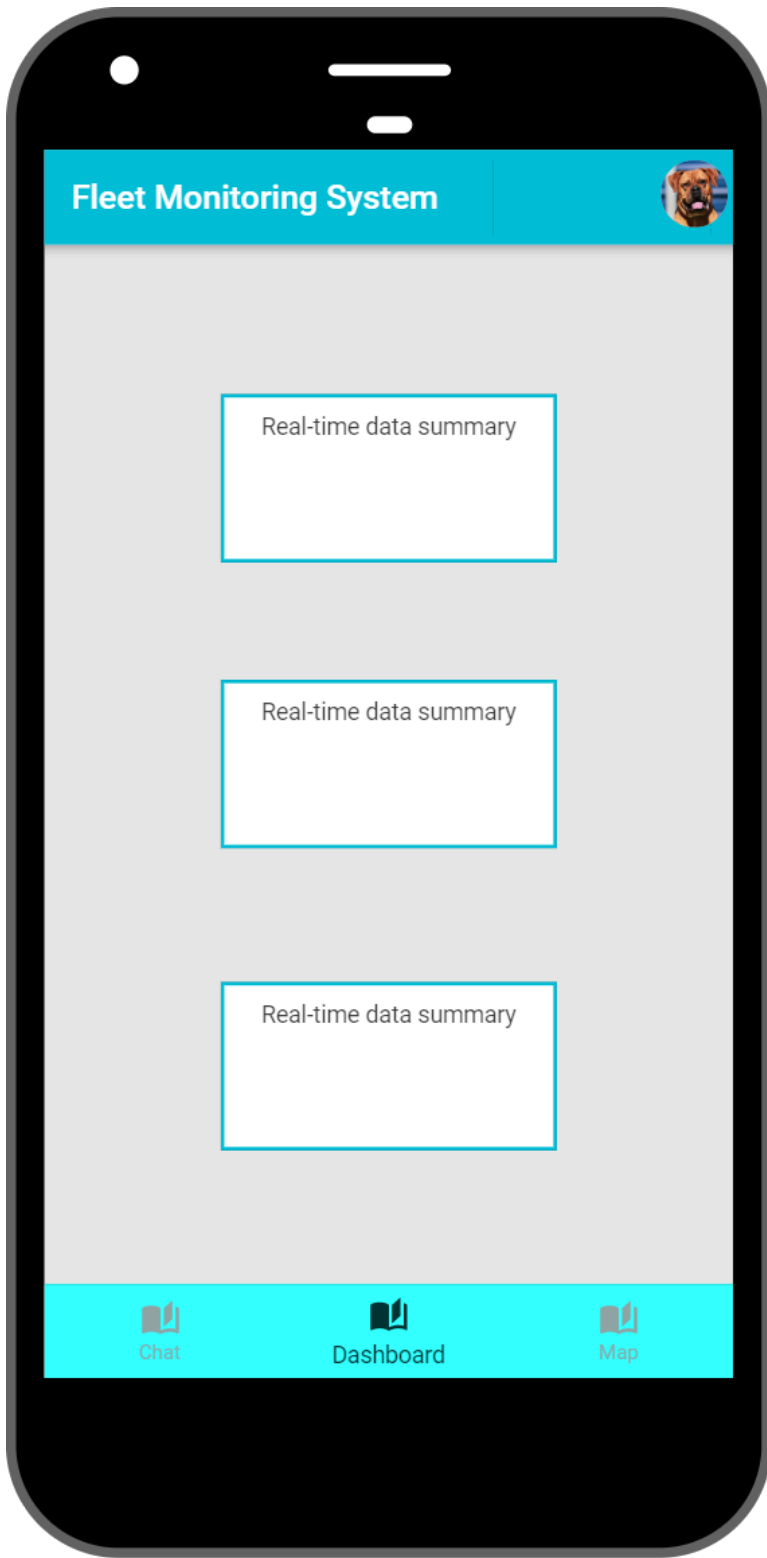 Fleet Monitoring System
Real-time data summary
Real-time data summary
Real-time data summary
Chat
Dashboard
Map